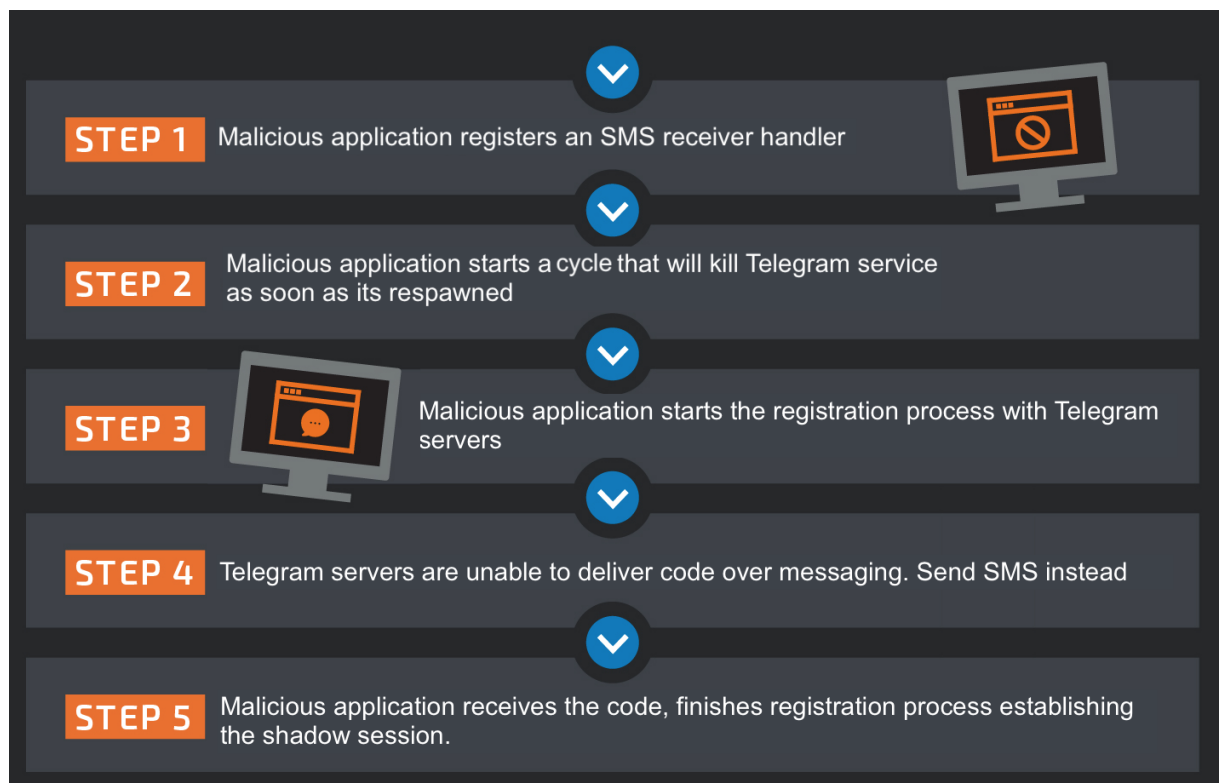 STEP 1
Malicious application registers an SMS receiver handler
STEP 2
Malicious application starts a cycle that will kill Telegram service
as soon as its respawned
STEP 3
Malicious application starts the registration process with Telegram
servers
STEP 4
Telegram servers are unable to deliver code over messaging. Send SMS instead
STEP 5
Malicious application receives the code, finishes registration process establishing
the shadow session.